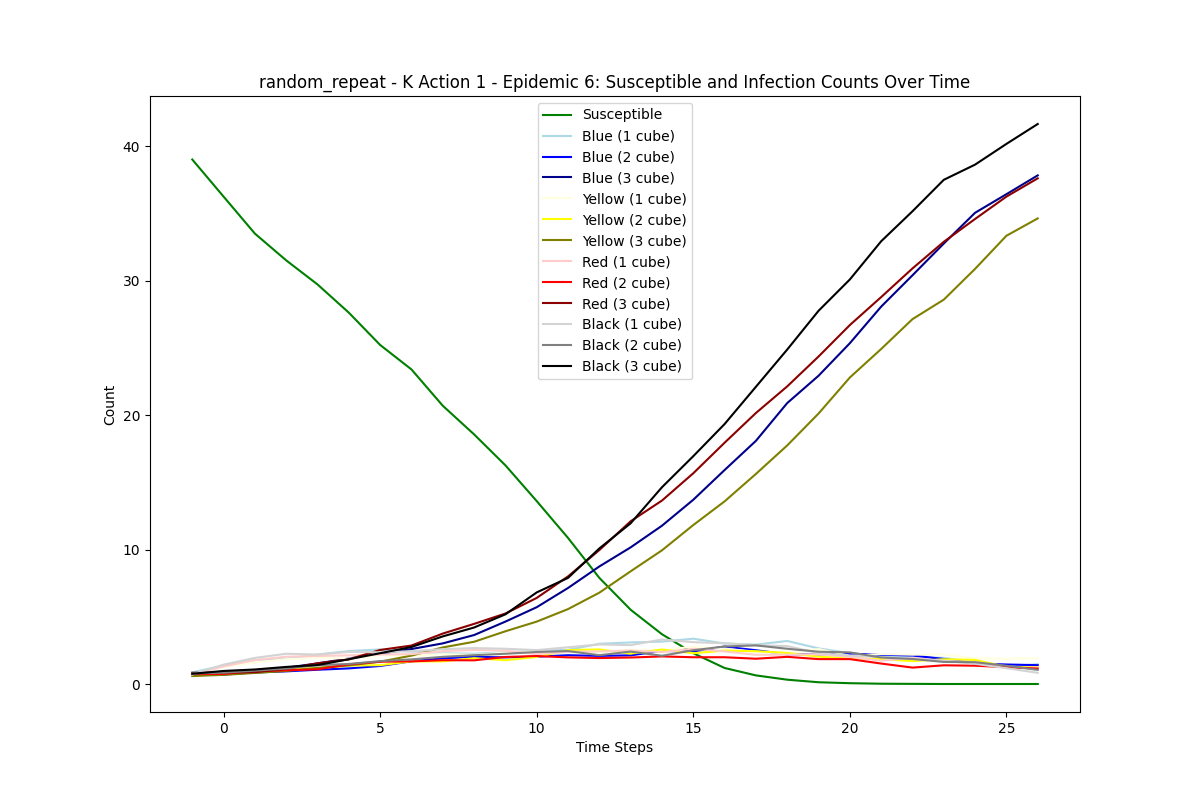 random_repeat - K Action 1 - Epidemic 6: Susceptible and Infection Counts Over Time
Susceptible
Blue (1 cube)
Blue (2 cube)
Blue (3 cube)
Yellow (1 cube)
Yellow (2 cube)
Yellow (3 cube)
Red (1 cube)
Red (2 cube)
Red (3 cube)
Black (1 cube)
Black (2 cube)
Black (3 cube)
Count
40
30
20
10
0
0 5 10 15 20 25
Time Steps